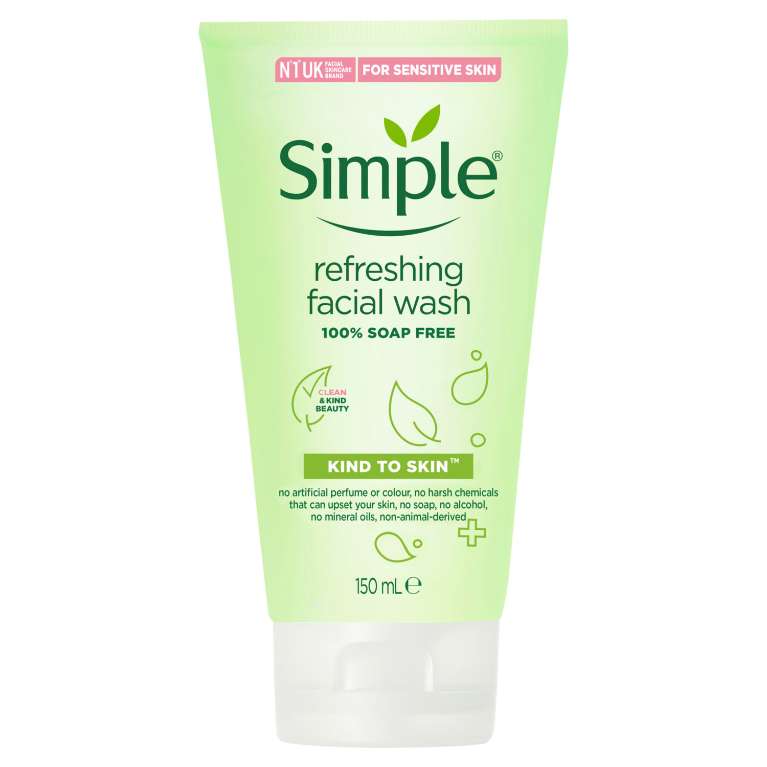 N°1 UK FACIAL SKINCARE BRAND FOR SENSITIVE SKIN
Simple®
refreshing
facial wash
100% SOAP FREE
CLEAN
& KIND
BEAUTY
KIND TO SKIN™
no artificial perfume or colour, no harsh chemicals
that can upset your skin, no soap, no alcohol,
no mineral oils, non-animal-derived
150 mL ℮